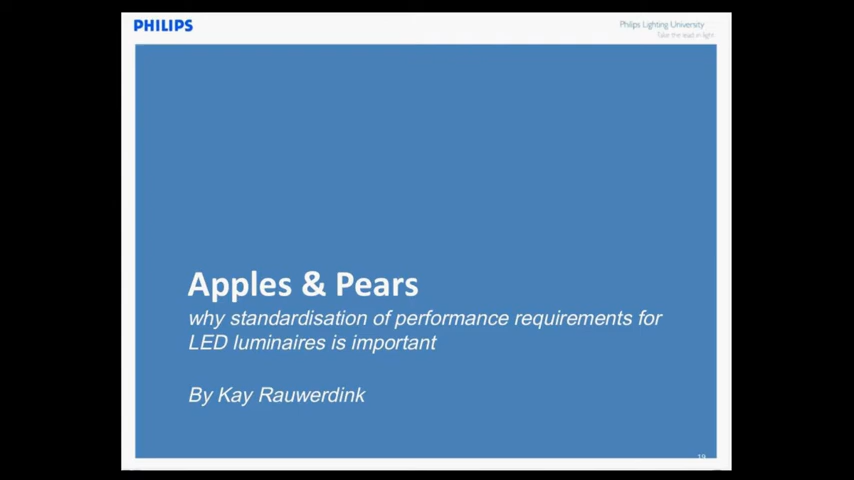 PHILIPS
Philips Lighting University
Take the lead in light
Apples & Pears
why standardisation of performance requirements for
LED luminaires is important
By Kay Rauwerdink
19